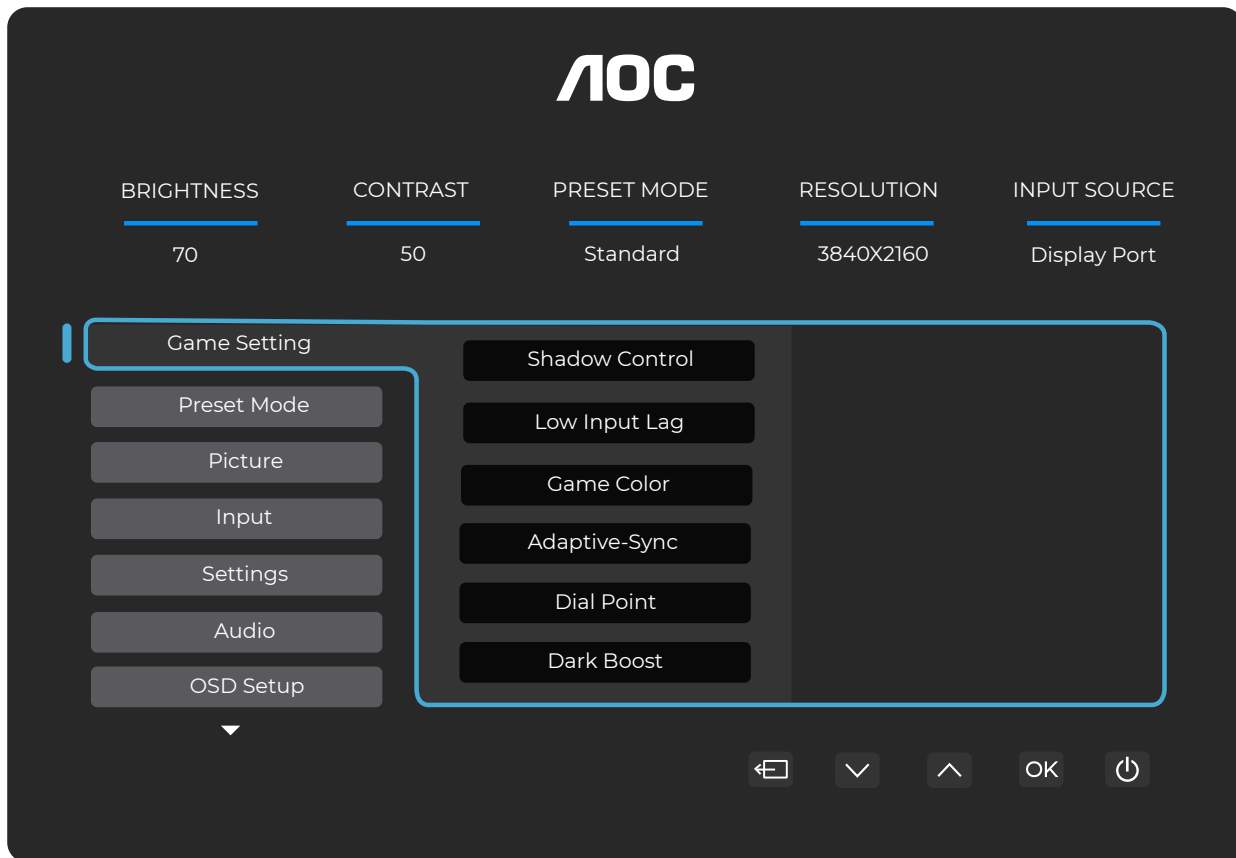 AOC
BRIGHTNESS CONTRAST PRESET MODE RESOLUTION INPUT SOURCE
70 50 Standard 3840X2160 Display Port
Game Setting
Preset Mode
Picture
Input
Settings
Audio
OSD Setup
Shadow Control
Low Input Lag
Game Color
Adaptive-Sync
Dial Point
Dark Boost
OK